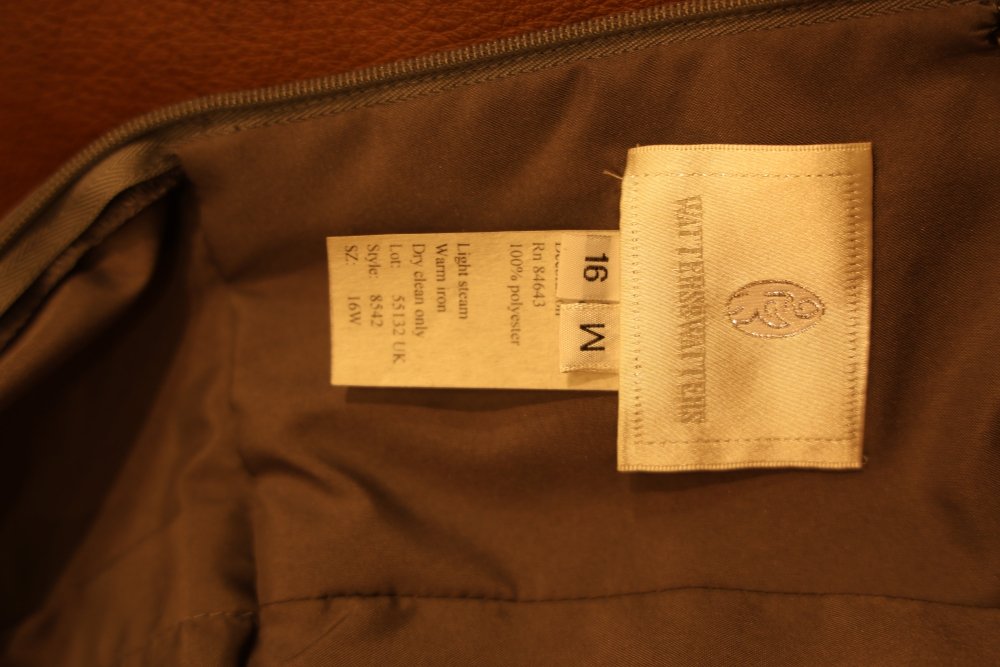 WATTERS&WATTERS
16
W
Rn 84643
100% polyester
Light steam
Warm iron
Dry clean only
Lot: 55132 UK
Style: 8542
SZ: 16W